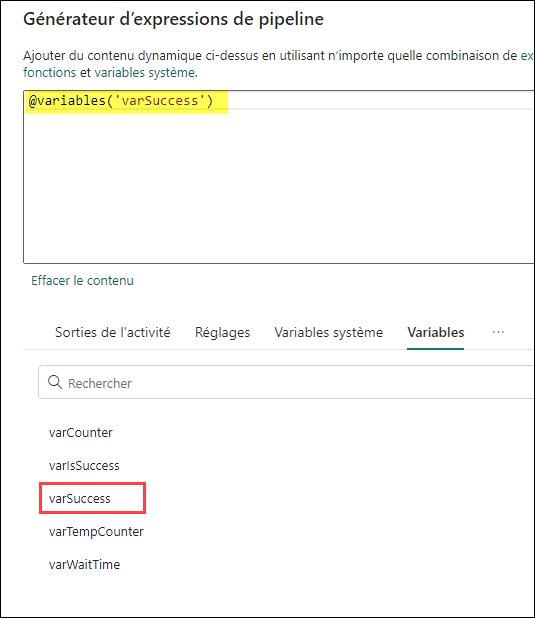 Générateur d’expressions de pipeline
Ajouter du contenu dynamique ci-dessus en utilisant n’importe quelle combinaison de ex
fonctions et variables système.
@variables('varSuccess')
Effacer le contenu
Sorties de l'activité Réglages Variables système Variables ...
Rechercher
varCounter
varIsSuccess
varSuccess
varTempCounter
varWaitTime